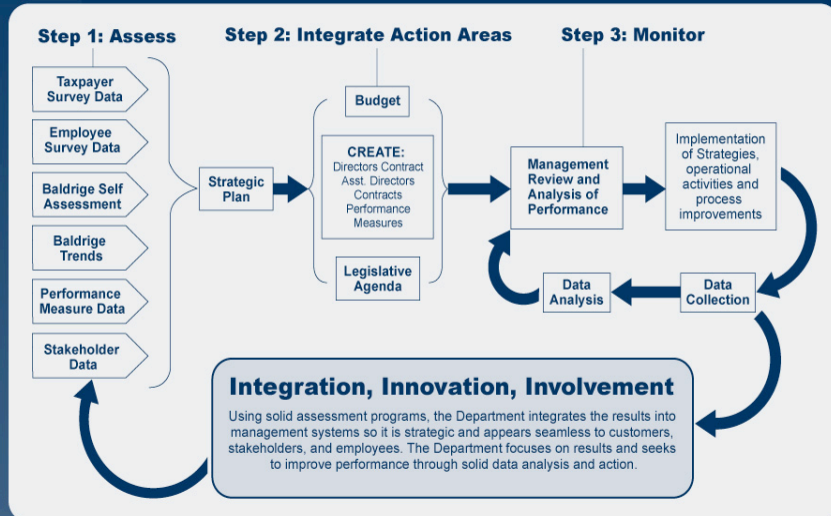 Step 1: Assess
Step 2: Integrate Action Areas
Step 3: Monitor
Taxpayer
Survey Data
Employee
Survey Data
Baldrige Self
Assessment
Baldrige
Trends
Performance
Measure Data
Stakeholder
Data
Strategic
Plan
Budget
CREATE:
Directors Contract
Asst. Directors
Contracts
Performance
Measures
Legislative
Agenda
Management
Review and
Analysis of
Performance
Implementation
of Strategies,
operational
activities and
process
improvements
Data
Analysis
Data
Collection
Integration, Innovation, Involvement
Using solid assessment programs, the Department integrates the results into
management systems so it is strategic and appears seamless to customers,
stakeholders, and employees. The Department focuses on results and seeks
to improve performance through solid data analysis and action.